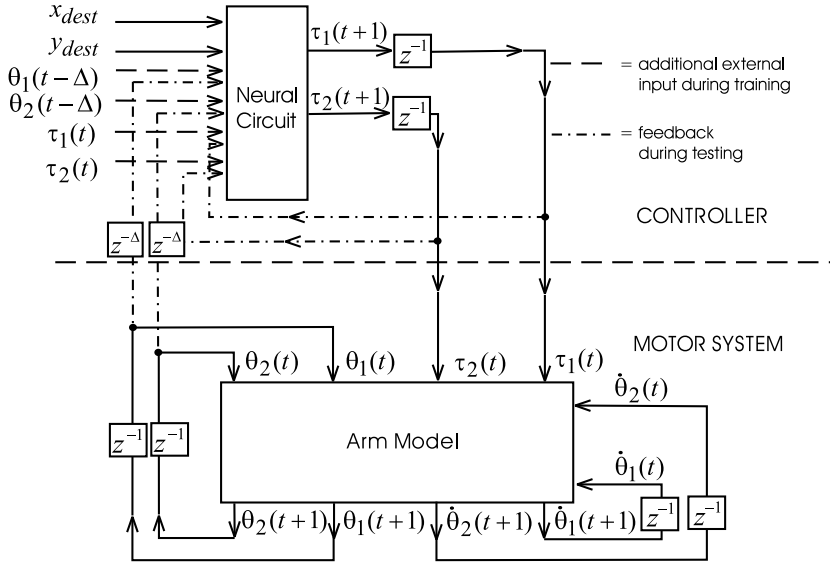 x_dest
y_dest
θ₁(t−Δ)
θ₂(t−Δ)
τ₁(t)
τ₂(t)
Neural
Circuit
τ₁(t+1)
τ₂(t+1)
z⁻¹
z⁻¹
= additional external
input during training
= feedback
during testing
z^−Δ
z^−Δ
CONTROLLER
MOTOR SYSTEM
θ₂(t)
θ₁(t)
τ₂(t)
τ₁(t)
θ̇₂(t)
Arm Model
z⁻¹
z⁻¹
θ̇₁(t)
z⁻¹
z⁻¹
θ₂(t+1)
θ₁(t+1)
θ̇₂(t+1)
θ̇₁(t+1)